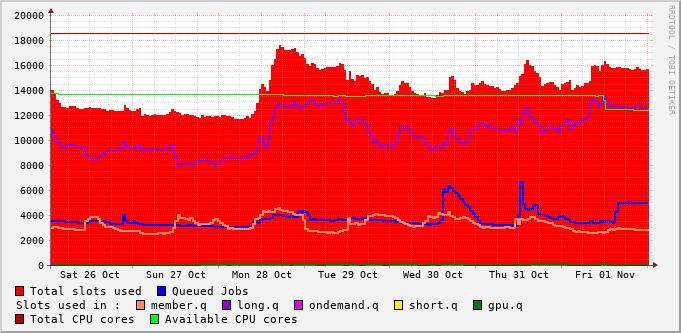 20000
18000
16000
14000
12000
10000
8000
6000
4000
2000
0
Sat 26 Oct Sun 27 Oct Mon 28 Oct Tue 29 Oct Wed 30 Oct Thu 31 Oct Fri 01 Nov
RRDTOOL / TOBI OETIKER
Total slots used Queued Jobs
Slots used in : member.q long.q ondemand.q short.q gpu.q
Total CPU cores Available CPU cores